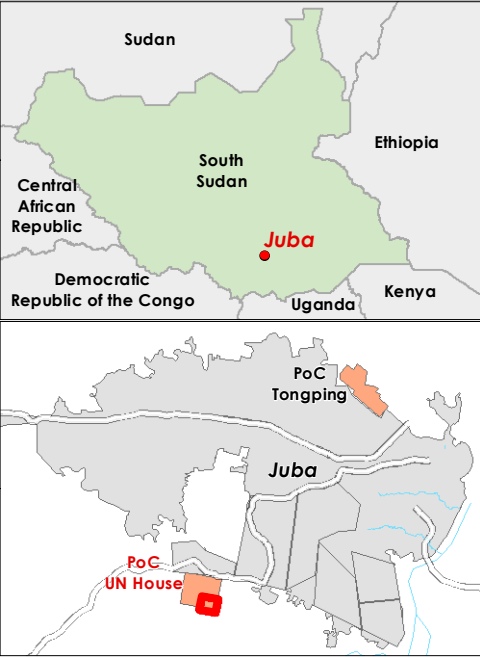 Sudan
Ethiopia
South
Sudan
Central
African
Republic
Juba
Democratic
Republic of the Congo
Uganda
Kenya
PoC
Tongping
Juba
PoC
UN House